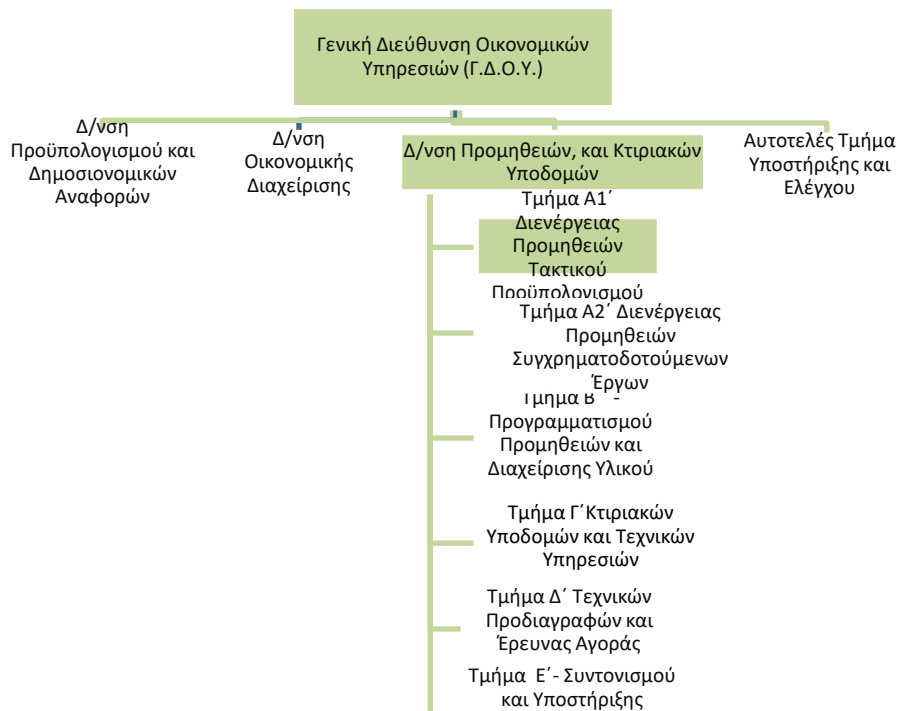 Γενική Διεύθυνση Οικονομικών
Υπηρεσιών (Γ.Δ.Ο.Υ.)
Δ/νση
Προϋπολογισμού και
Δημοσιονομικών
Αναφορών
Δ/νση
Οικονομικής
Διαχείρισης
Δ/νση Προμηθειών, και Κτιριακών
Υποδομών
Αυτοτελές Τμήμα
Υποστήριξης και
Ελέγχου
Τμήμα Α1΄
Διενέργειας
Προμηθειών
Τακτικού
Προϋπολογισμού
Τμήμα Α2΄ Διενέργειας
Προμηθειών
Συγχρηματοδοτούμενων
Έργων
Τμήμα Β΄ -
Προγραμματισμού
Προμηθειών και
Διαχείρισης Υλικού
Τμήμα Γ΄Κτιριακών
Υποδομών και Τεχνικών
Υπηρεσιών
Τμήμα Δ΄ Τεχνικών
Προδιαγραφών και
Έρευνας Αγοράς
Τμήμα Ε΄- Συντονισμού
και Υποστήριξης